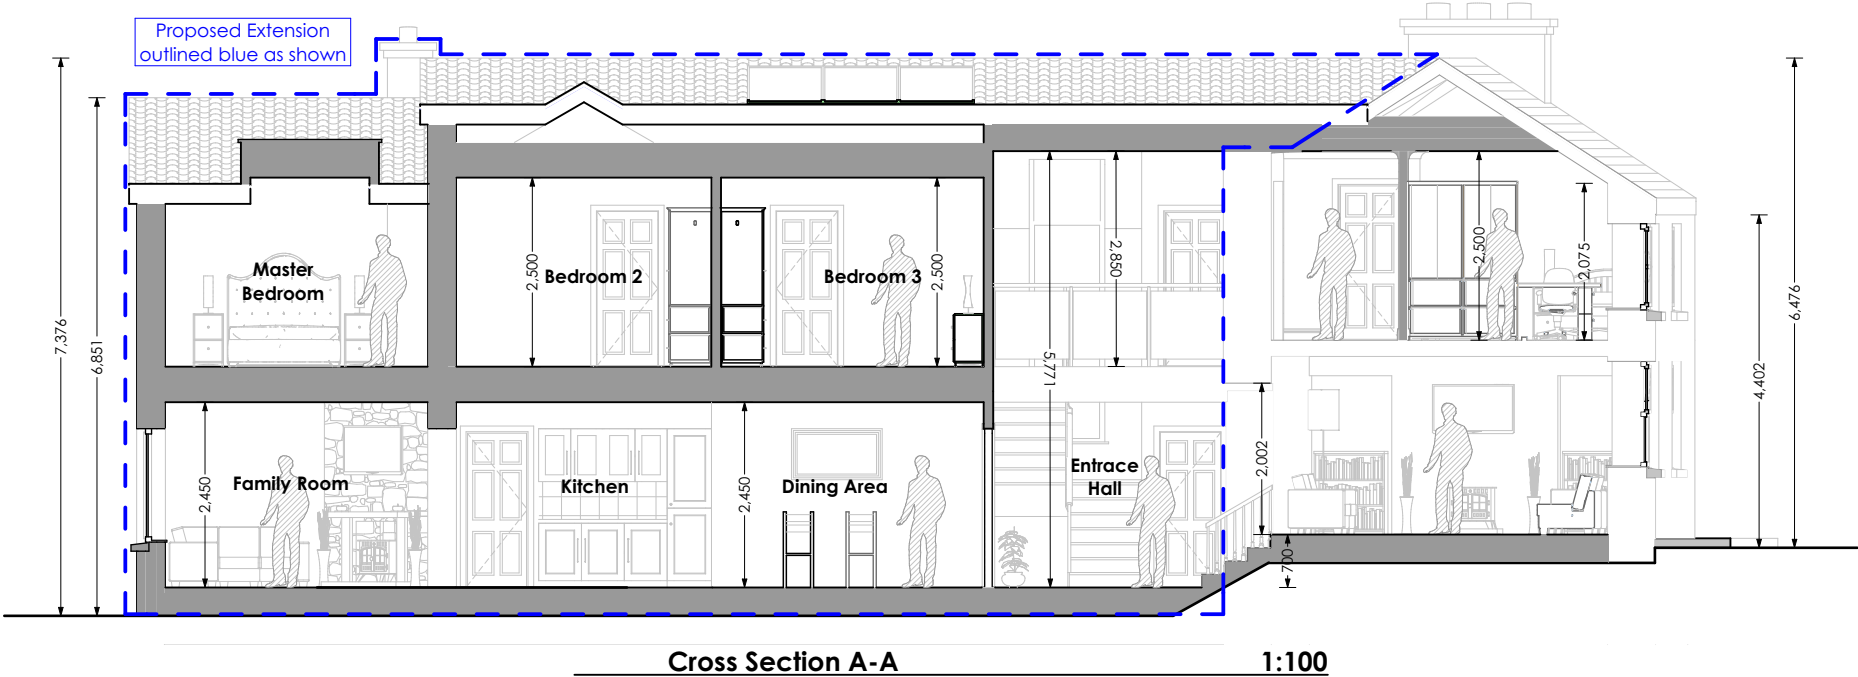 Proposed Extension
outlined blue as shown
7,376
6,851
Master
Bedroom
2,500
Bedroom 2
Bedroom 3
2,500
2,850
5,771
2,500
2,075
6,476
4,402
2,450
Family Room
Kitchen
2,450
Dining Area
Entrace
Hall
2,002
700
Cross Section A-A
1:100